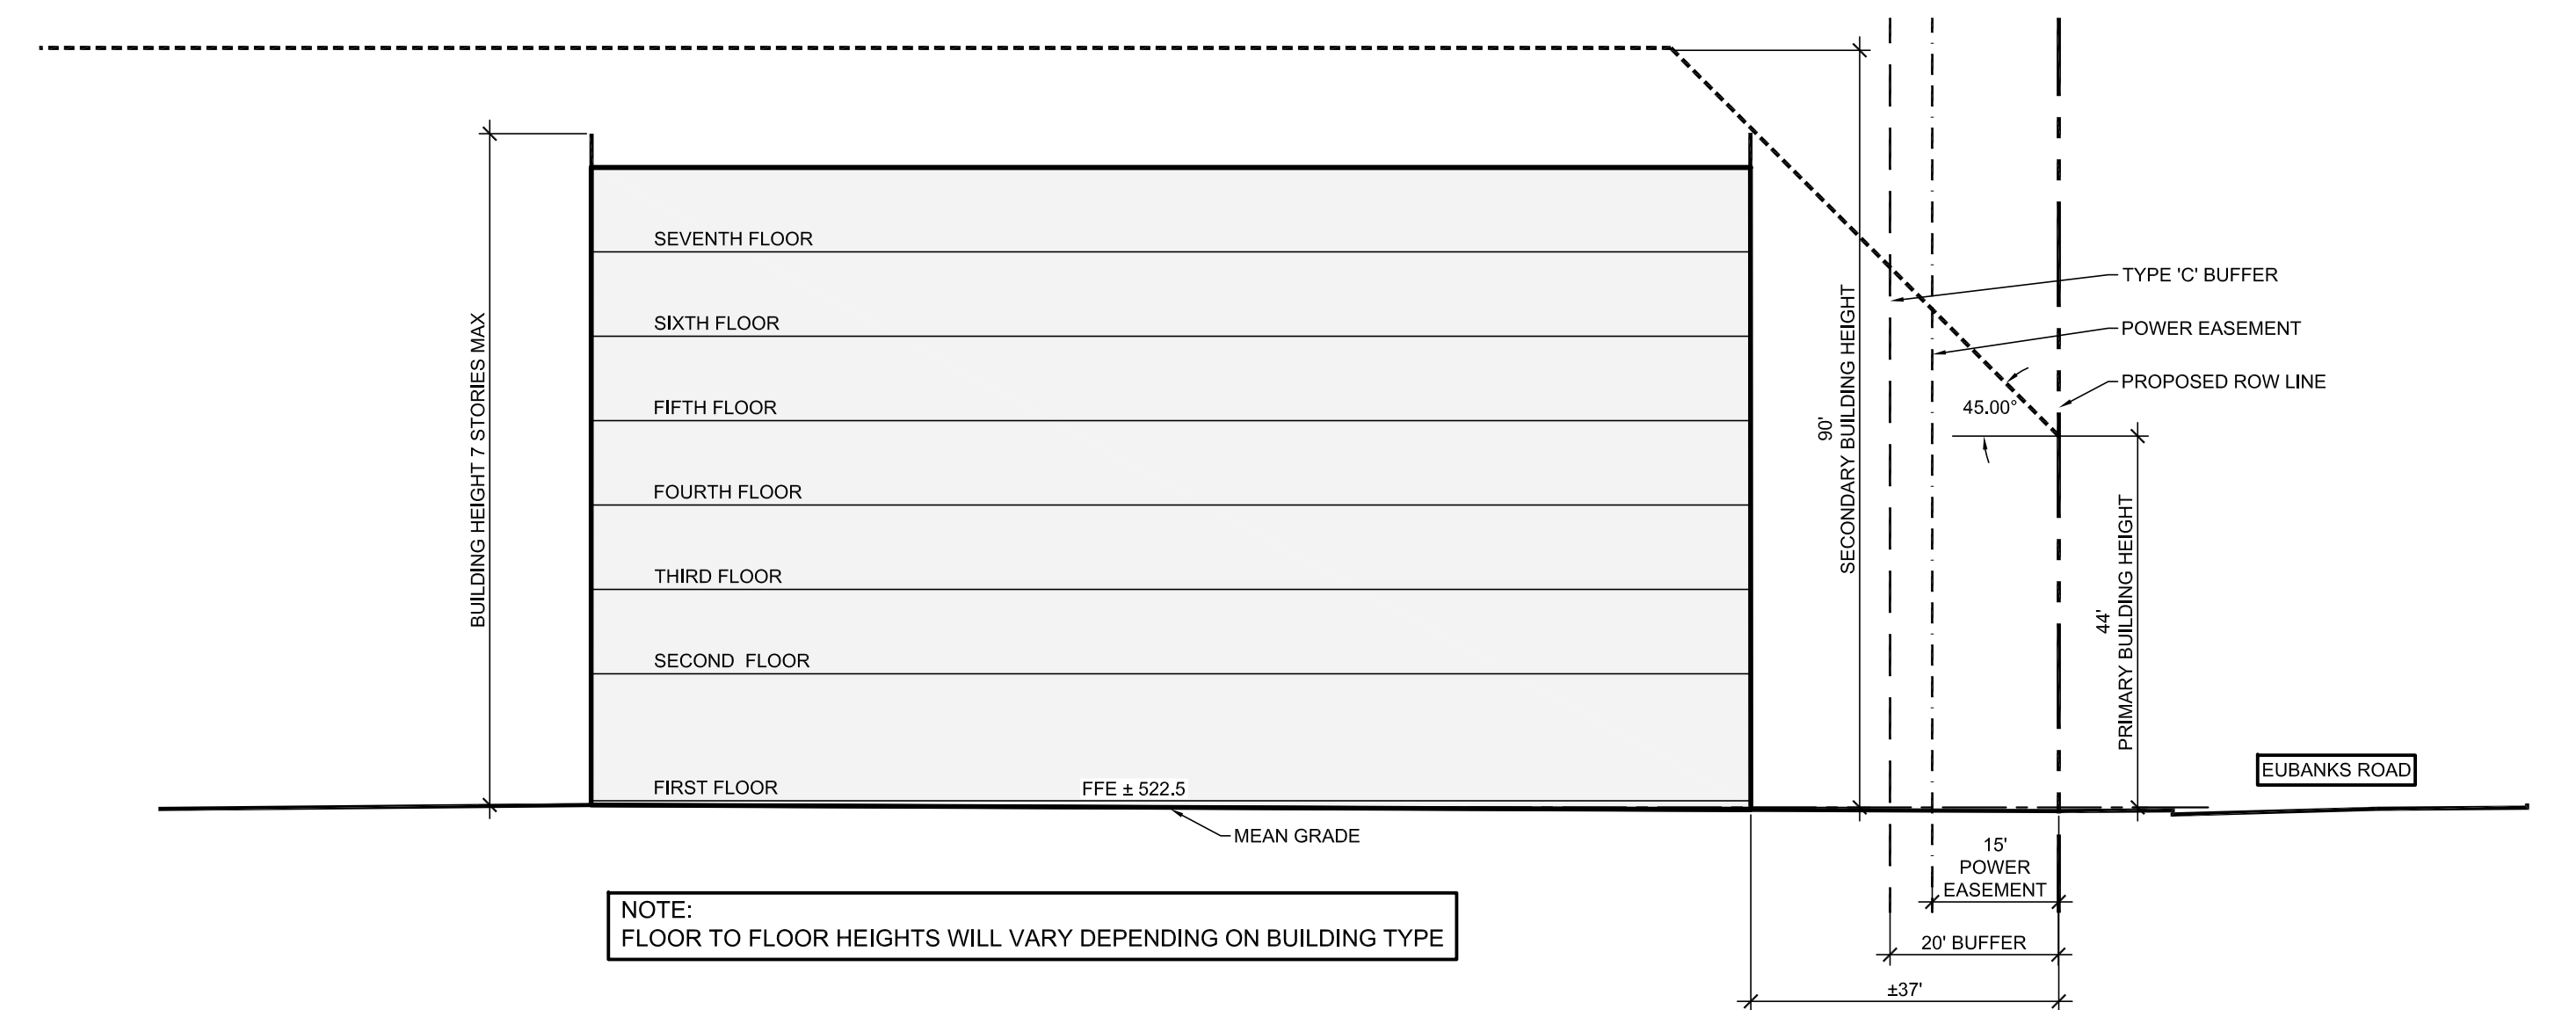 SEVENTH FLOOR
SIXTH FLOOR
FIFTH FLOOR
FOURTH FLOOR
THIRD FLOOR
SECOND  FLOOR
FIRST FLOOR
FFE ± 522.5
MEAN GRADE
BUILDING HEIGHT 7 STORIES MAX
90'
SECONDARY BUILDING HEIGHT
45.00°
TYPE 'C' BUFFER
POWER EASEMENT
PROPOSED ROW LINE
44'
PRIMARY BUILDING HEIGHT
EUBANKS ROAD
15'
POWER
EASEMENT
20' BUFFER
±37'
NOTE:
FLOOR TO FLOOR HEIGHTS WILL VARY DEPENDING ON BUILDING TYPE